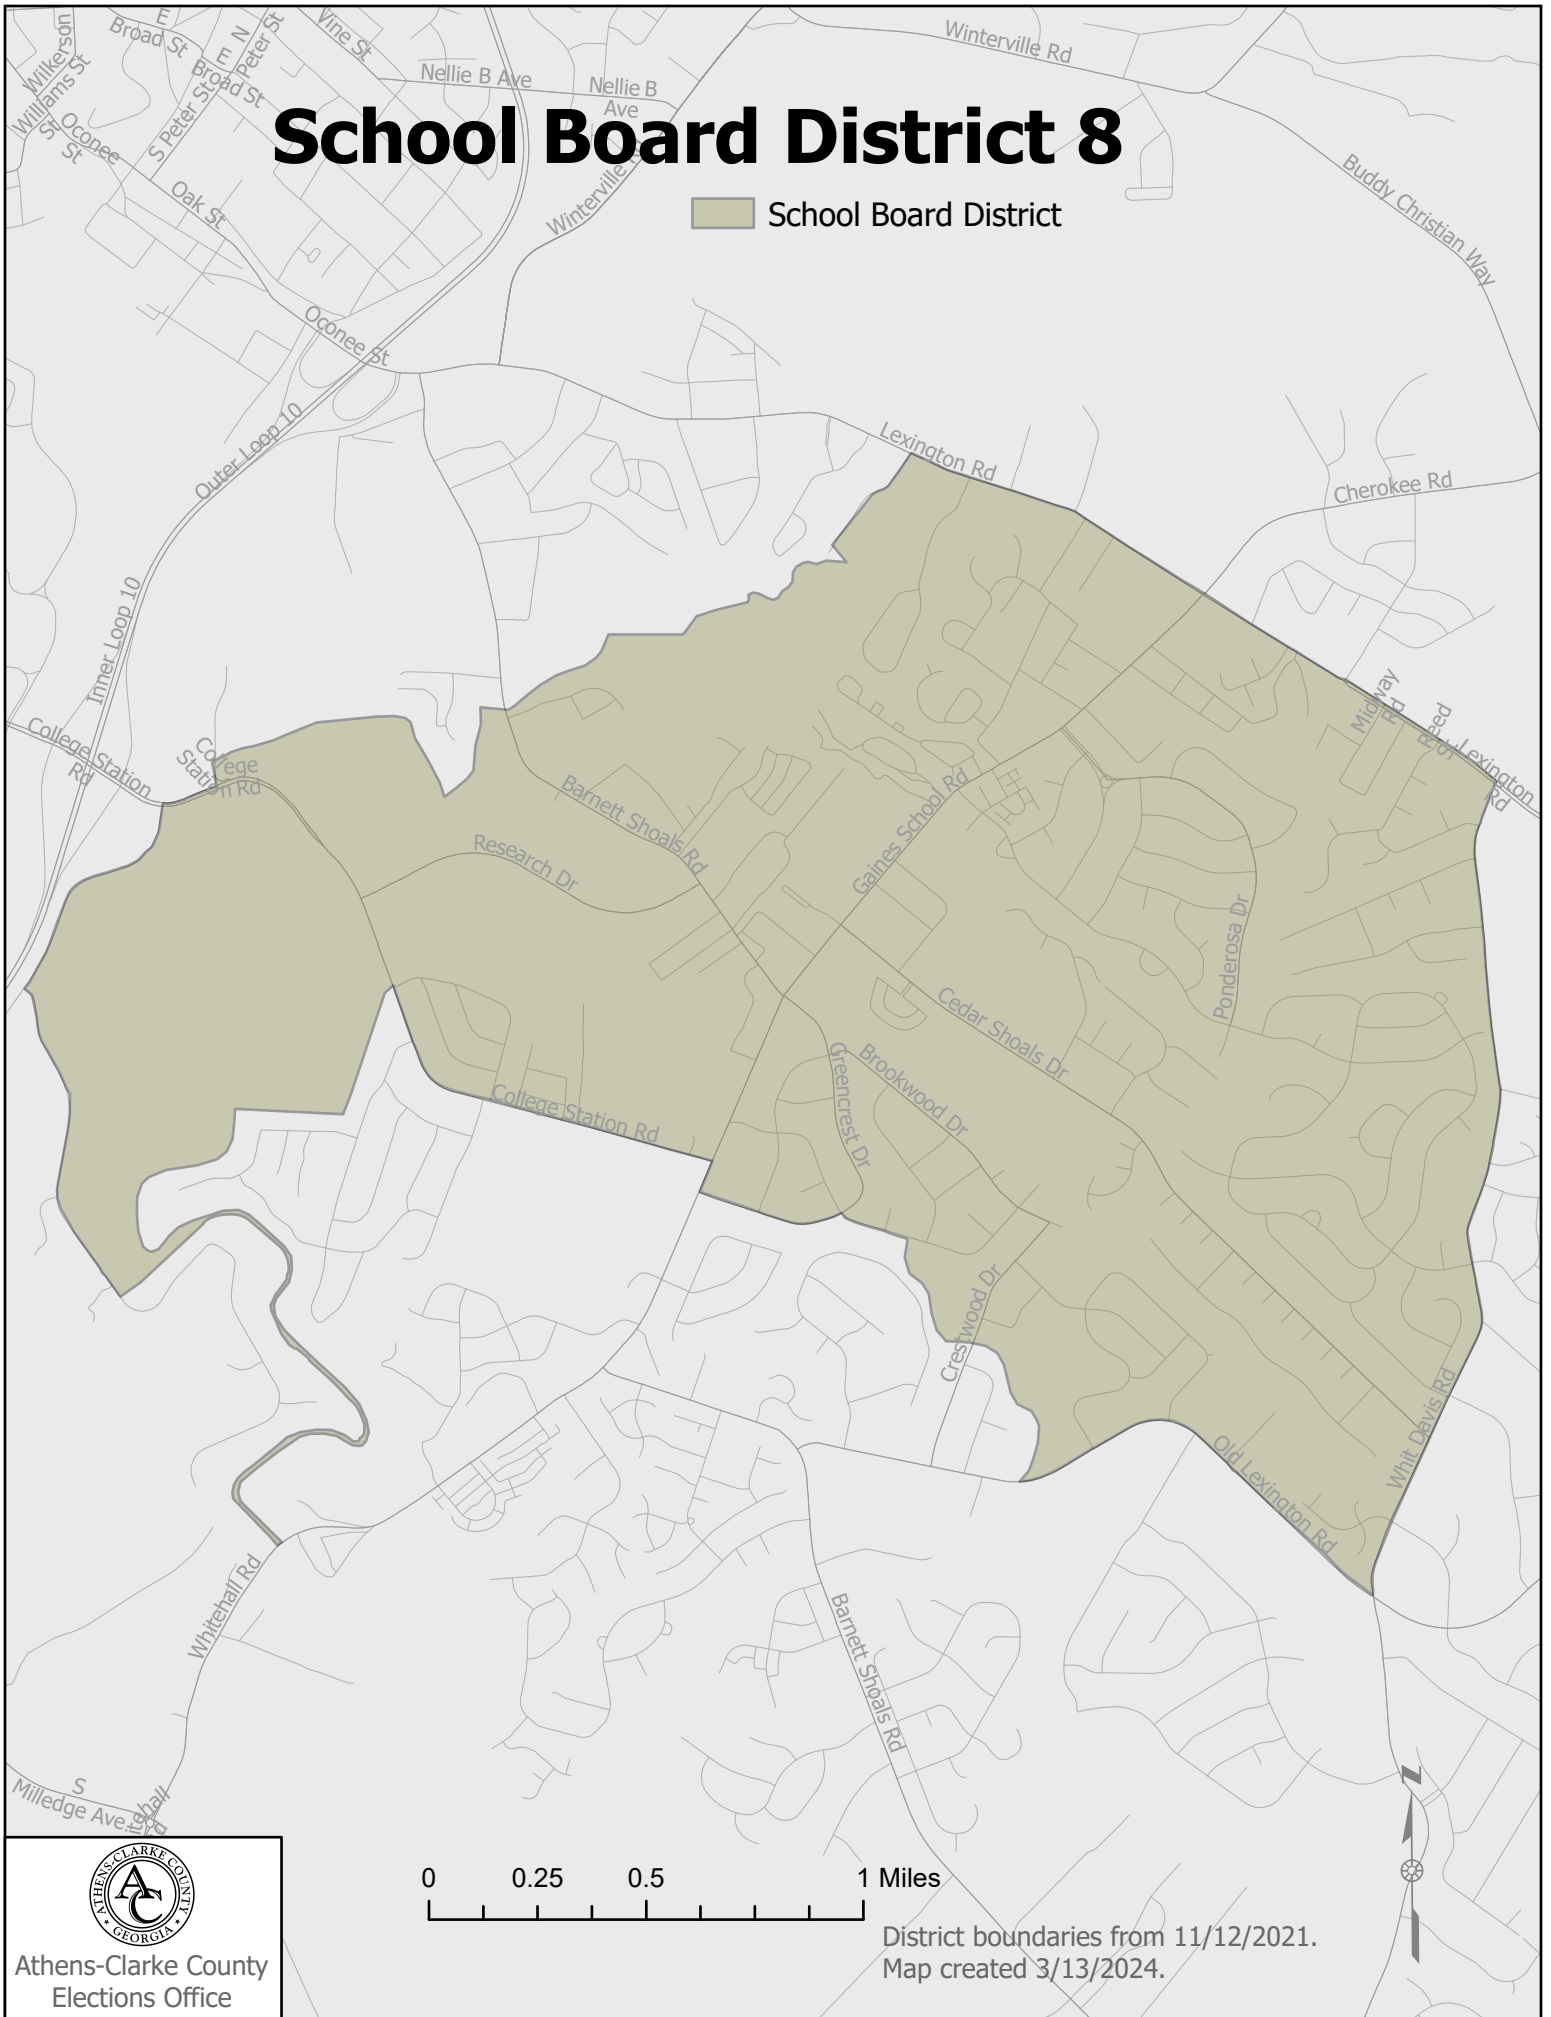 Wilkerson
Williams St
St
E
Broad St
E
Broad St
N
Peter St
S Peter St
Vine St
Nellie B Ave
Nellie B
Ave
Winterville Rd
Oconee
St
Oak St
School Board District 8
School Board District
Winterville
Buddy Christian Way
Oconee St
Outer Loop 10
Lexington Rd
Cherokee Rd
Inner Loop 10
College Station
Rd
College
Station Rd
Midway
Rd
Reed
St
Lexington
Rd
Barnett Shoals Rd
Gaines School Rd
Research Dr
Ponderosa Dr
Cedar Shoals Dr
Greencrest Dr
Brookwood Dr
College Station Rd
Crestwood Dr
Whit Davis Rd
Old Lexington Rd
Whitehall Rd
Barnett Shoals Rd
S
Milledge Ave
N
ATHENS-CLARKE COUNTY
AC
GEORGIA
Athens-Clarke County
Elections Office
0 0.25 0.5 1 Miles
District boundaries from 11/12/2021.
Map created 3/13/2024.